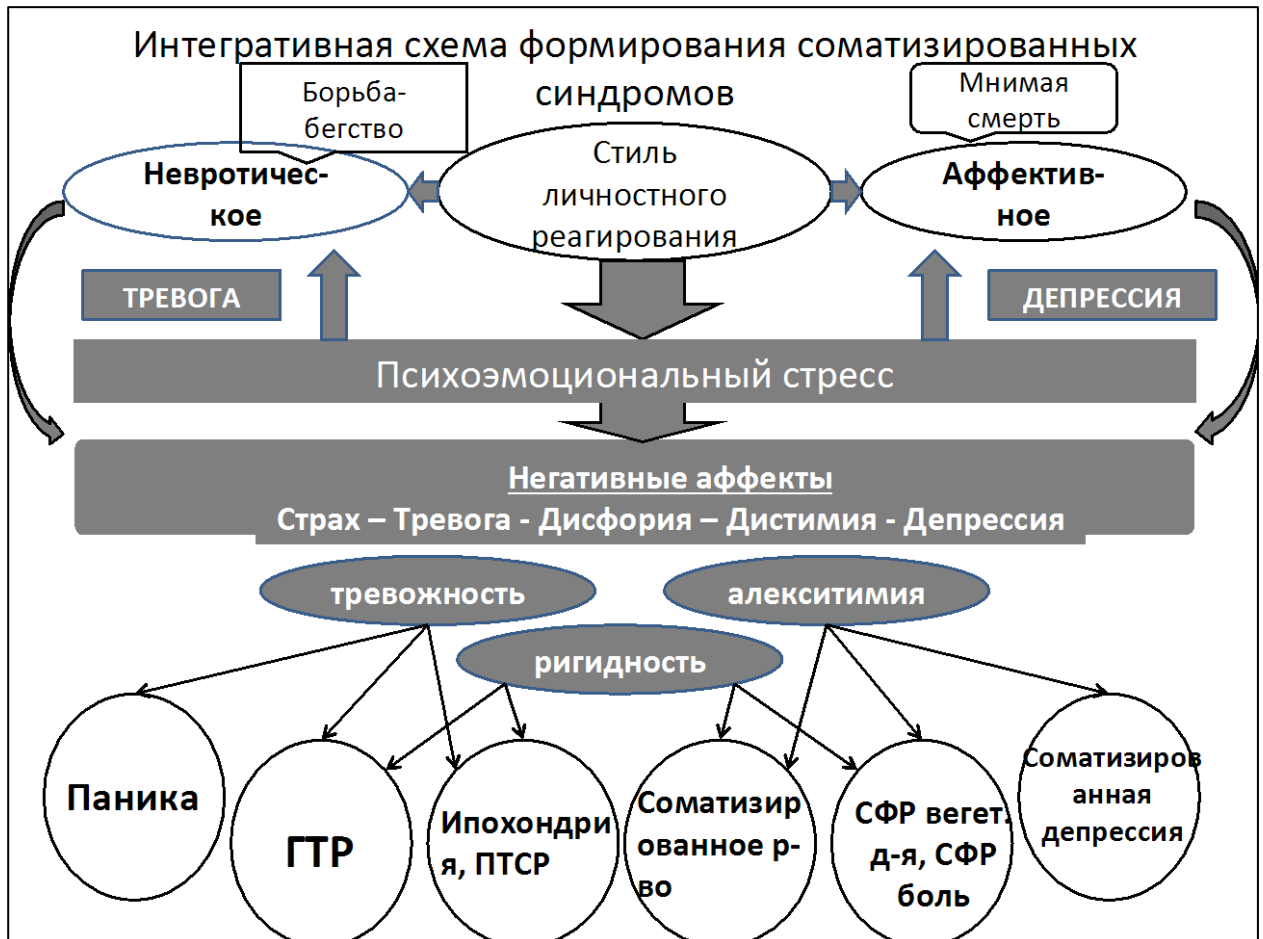 Интегративная схема формирования соматизированных
синдромов
Борьба-
бегство
Мнимая
смерть
Невротичес-
кое
Стиль
личностного
реагирования
Аффектив-
ное
ТРЕВОГА
ДЕПРЕССИЯ
Психоэмоциональный стресс
Негативные аффекты
Страх – Тревога - Дисфория – Дистимия - Депрессия
тревожность
алекситимия
ригидность
Паника
ГТР
Ипохондри
я, ПТСР
Соматизир
ованное р-
во
СФР вегет.
д-я, СФР
боль
Соматизиров
анная
депрессия